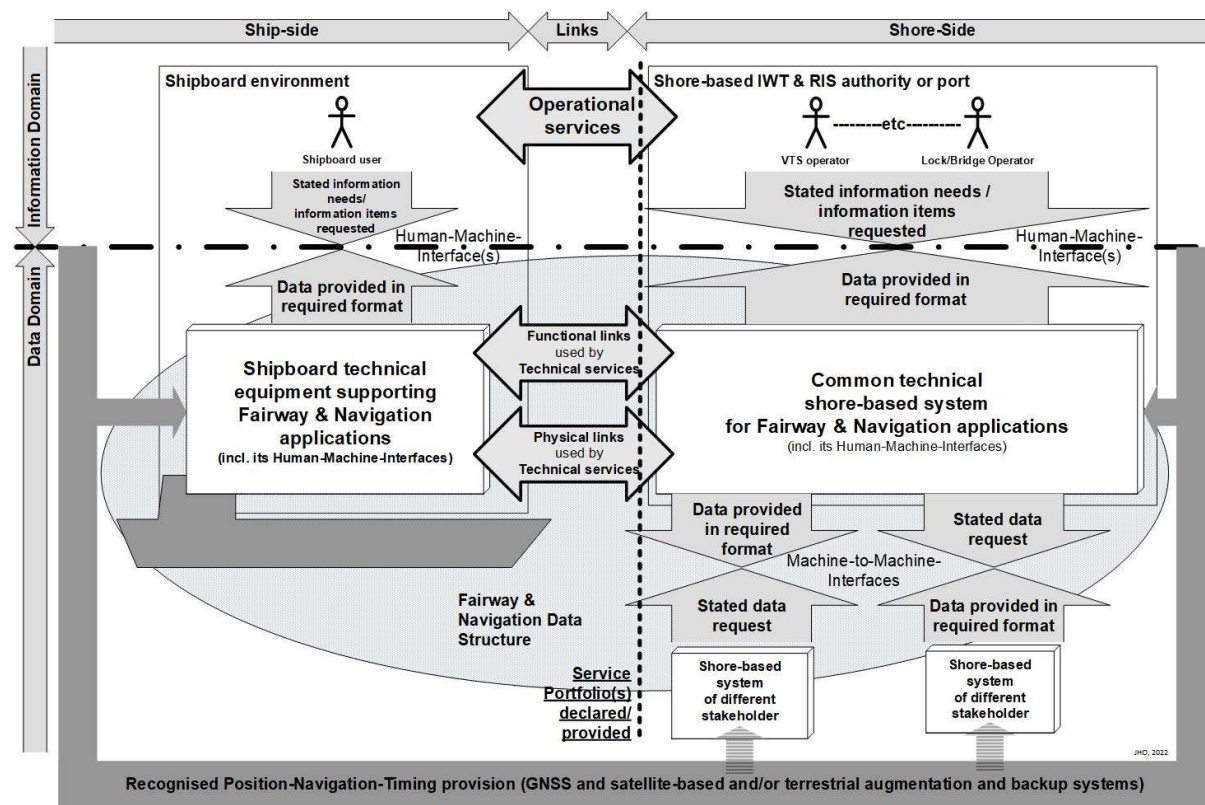 Ship-side
Links
Shore-Side
Information Domain
Data Domain
Shipboard environment
Shipboard user
Stated information
needs/
information items
requested
Human-Machine-
Interface(s)
Data provided in
required format
Shipboard technical
equipment supporting
Fairway & Navigation
applications
(incl. its Human-Machine-Interfaces)
Operational
services
Functional links
used by
Technical services
Physical links
used by
Technical services
Shore-based IWT & RIS authority or port
etc
VTS operator
Lock/Bridge Operator
Stated information needs /
information items
requested
Human-Machine-
Interface(s)
Data provided in
required format
Common technical
shore-based system
for Fairway & Navigation applications
(incl. its Human-Machine-Interfaces)
Data provided
in required
format
Stated data
request
Machine-to-Machine-
Interfaces
Stated data
request
Data provided in
required format
Fairway &
Navigation Data
Structure
Service
Portfolio(s)
declared/
provided
Shore-based
system
of different
stakeholder
Shore-based
system
of different
stakeholder
JHO, 2022
Recognised Position-Navigation-Timing provision (GNSS and satellite-based and/or terrestrial augmentation and backup systems)